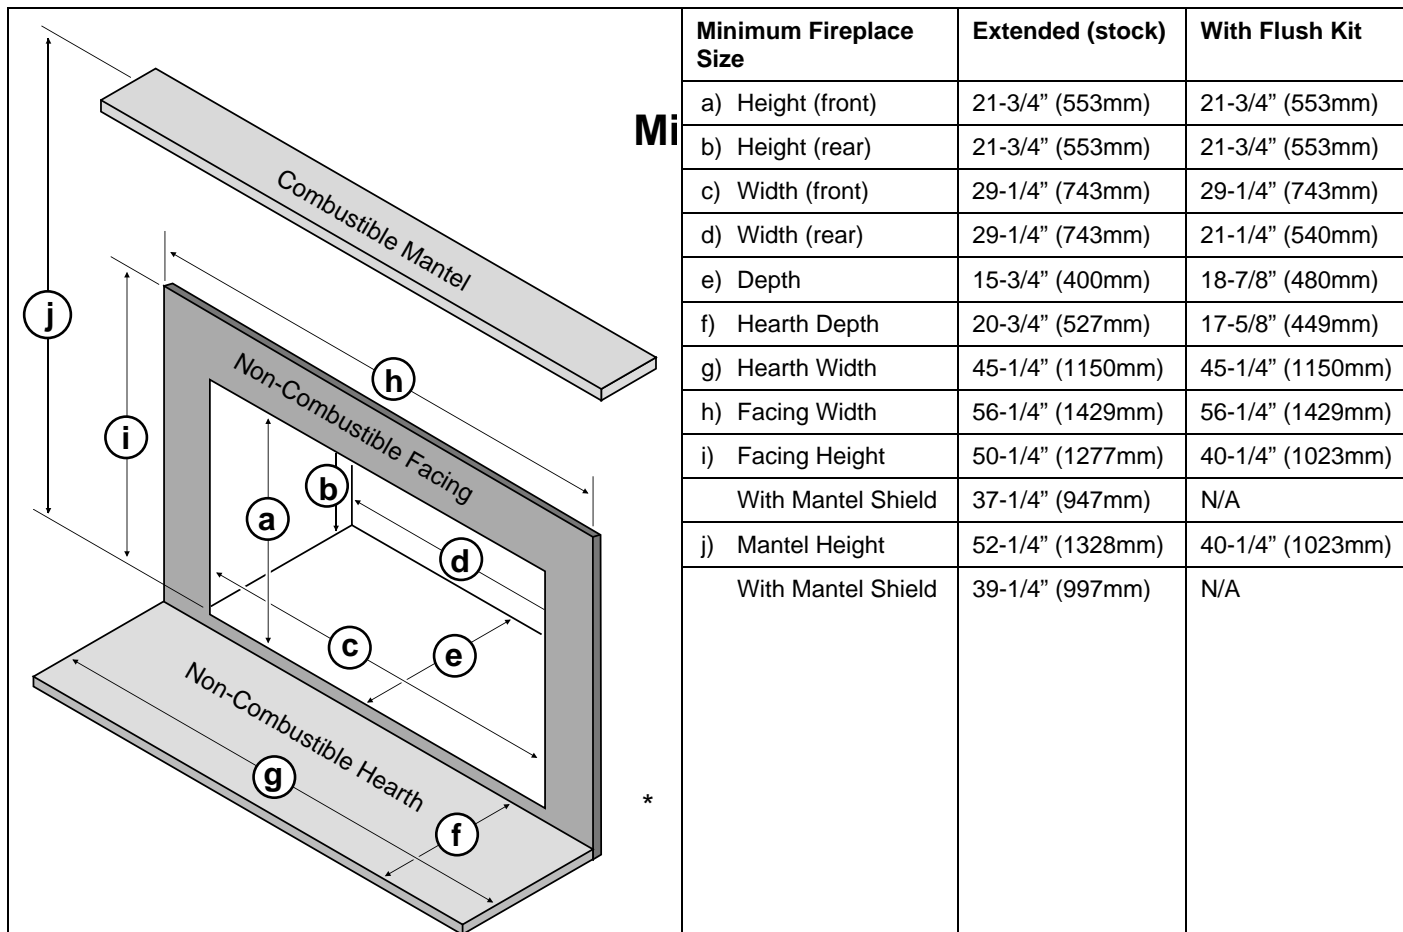 Combustible Mantel
Mi
j
h
Non-Combustible Facing
i
b
a
d
c
e
Non-Combustible Hearth
g
f
*
Minimum Fireplace Size	Extended (stock)	With Flush Kit
a) Height (front)	21-3/4” (553mm)	21-3/4” (553mm)
b) Height (rear)	21-3/4” (553mm)	21-3/4” (553mm)
c) Width (front)	29-1/4” (743mm)	29-1/4” (743mm)
d) Width (rear)	29-1/4” (743mm)	21-1/4” (540mm)
e) Depth	15-3/4” (400mm)	18-7/8” (480mm)
f) Hearth Depth	20-3/4” (527mm)	17-5/8” (449mm)
g) Hearth Width	45-1/4” (1150mm)	45-1/4” (1150mm)
h) Facing Width	56-1/4” (1429mm)	56-1/4” (1429mm)
i) Facing Height	50-1/4” (1277mm)	40-1/4” (1023mm)
With Mantel Shield	37-1/4” (947mm)	N/A
j) Mantel Height	52-1/4” (1328mm)	40-1/4” (1023mm)
With Mantel Shield	39-1/4” (997mm)	N/A